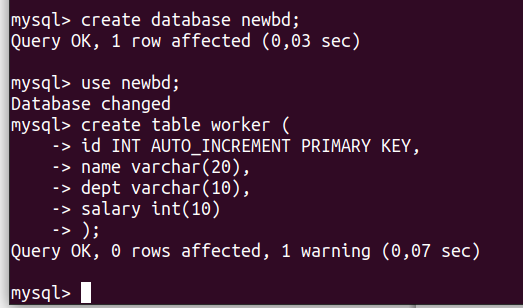 mysql> create database newbd;
Query OK, 1 row affected (0,03 sec)
mysql> use newbd;
Database changed
mysql> create table worker (
-> id INT AUTO_INCREMENT PRIMARY KEY,
-> name varchar(20),
-> dept varchar(10),
-> salary int(10)
-> );
Query OK, 0 rows affected, 1 warning (0,07 sec)
mysql>